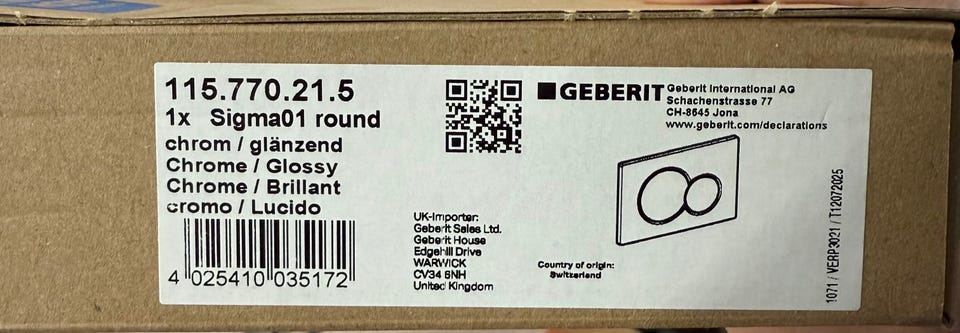 115.770.21.5
1x Sigma01 round
chrom / glänzend
Chrome / Glossy
Chrome / Brillant
cromo / Lucido
4 025410 035172
UK-Importer:
Geberit Sales Ltd.
Geberit House
Edgehill Drive
WARWICK
CV34 6NH
United Kingdom
GEBERIT
Geberit International AG
Schachenstrasse 77
CH-8645 Jona
www.geberit.com/declarations
Country of origin:
Switzerland
1071 / VERP3021 / T12072025